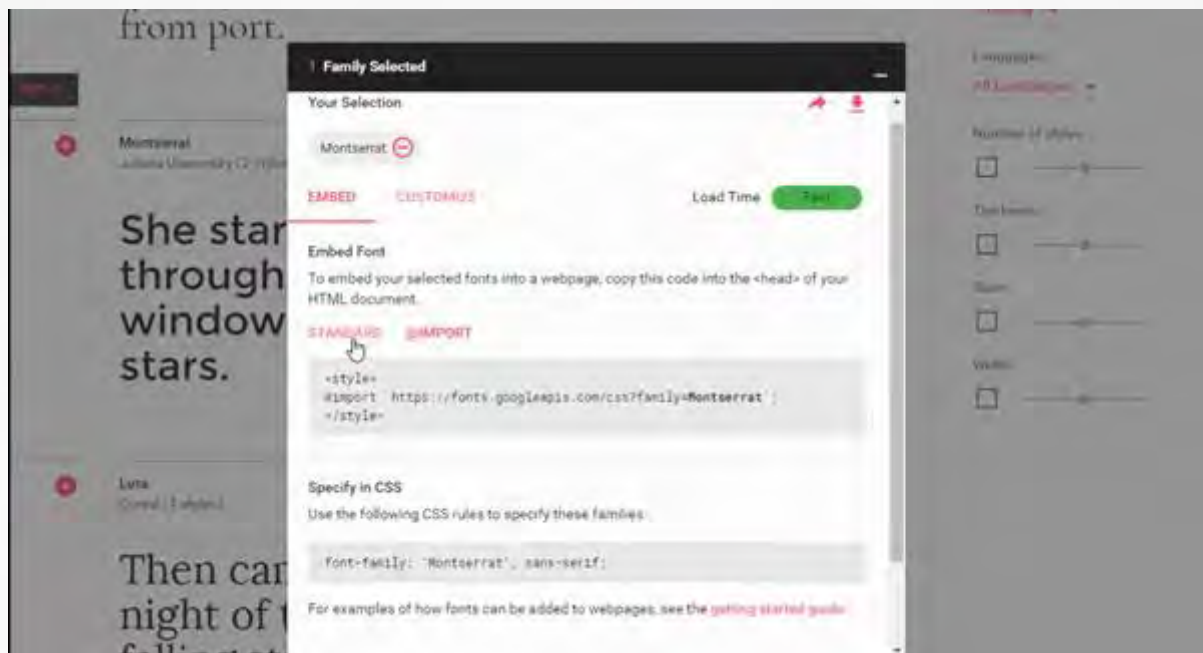 from port.
Family Selected
Your Selection
Montserrat
EMBED CUSTOMIZE Load Time Fast
Embed Font
To embed your selected fonts into a webpage, copy this code into the <head> of your
HTML document.
STANDARD @IMPORT
<style>
@import 'https://fonts.googleapis.com/css?family=Montserrat';
</style>
Specify in CSS
Use the following CSS rules to specify these families
font-family: 'Montserrat', sans-serif;
For examples of how fonts can be added to webpages, see the getting started guide
Montserrat
She star
through
window
stars.
Then car
night of
Languages
All Languages
Number of styles
Thickness
Slant
Width